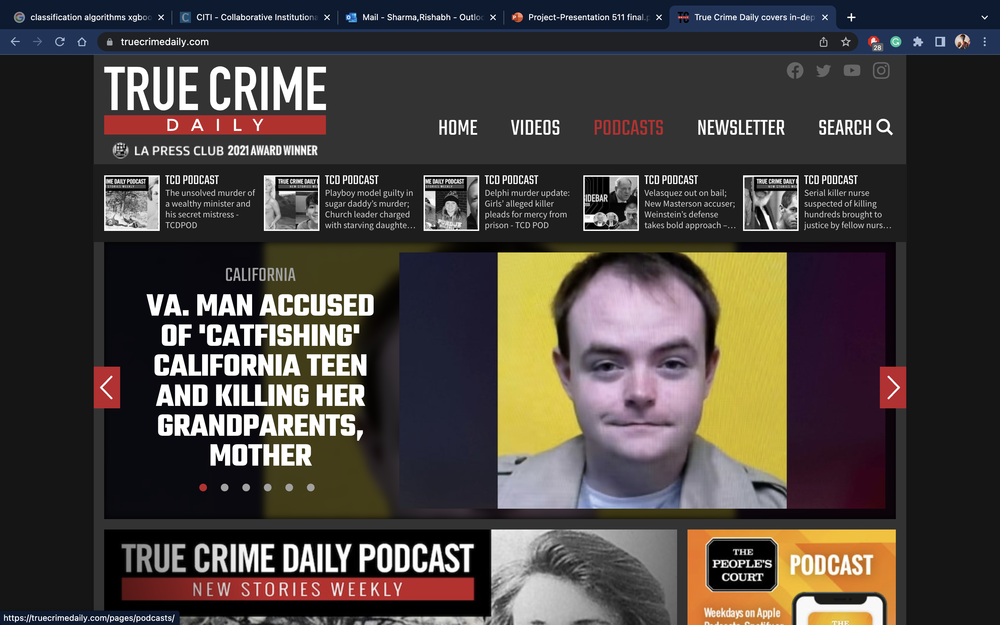 classification algorithms xgboo
CITI - Collaborative Institutiona
Mail - Sharma,Rishabh - Outloo
Project-Presentation 511 final.p
True Crime Daily covers in-dep
truecrimedaily.com
28
TRUE CRIME
DAILY
LA PRESS CLUB 2021 AWARD WINNER
HOME
VIDEOS
PODCASTS
NEWSLETTER
SEARCH
IME DAILY PODCAST
STORIES WEEKLY
TCD PODCAST
The unsolved murder of
a wealthy minister and
his secret mistress -
TCDPOD
TRUE CRIME DAILY
NEW STORIES WEE
TCD PODCAST
Playboy model guilty in
sugar daddy’s murder;
Church leader charged
with starving daughte…
ME DAILY PODCAST
STORIES WEEKLY
PURDUE
TCD PODCAST
Delphi murder update:
Girls’ alleged killer
pleads for mercy from
prison - TCD POD
IDEBAR
TCD PODCAST
Velasquez out on bail;
New Masterson accuser;
Weinstein’s defense
takes bold approach –…
TRUE CRIME DAILY
NEW STORIES WEE
TCD PODCAST
Serial killer nurse
suspected of killing
hundreds brought to
justice by fellow nurs…
CALIFORNIA
VA. MAN ACCUSED
OF 'CATFISHING'
CALIFORNIA TEEN
AND KILLING HER
GRANDPARENTS,
MOTHER
TRUE CRIME DAILY PODCAST
NEW STORIES WEEKLY
THE
PEOPLE'S
COURT
PODCAST
Weekdays on Apple
THE
https://truecrimedaily.com/pages/podcasts/